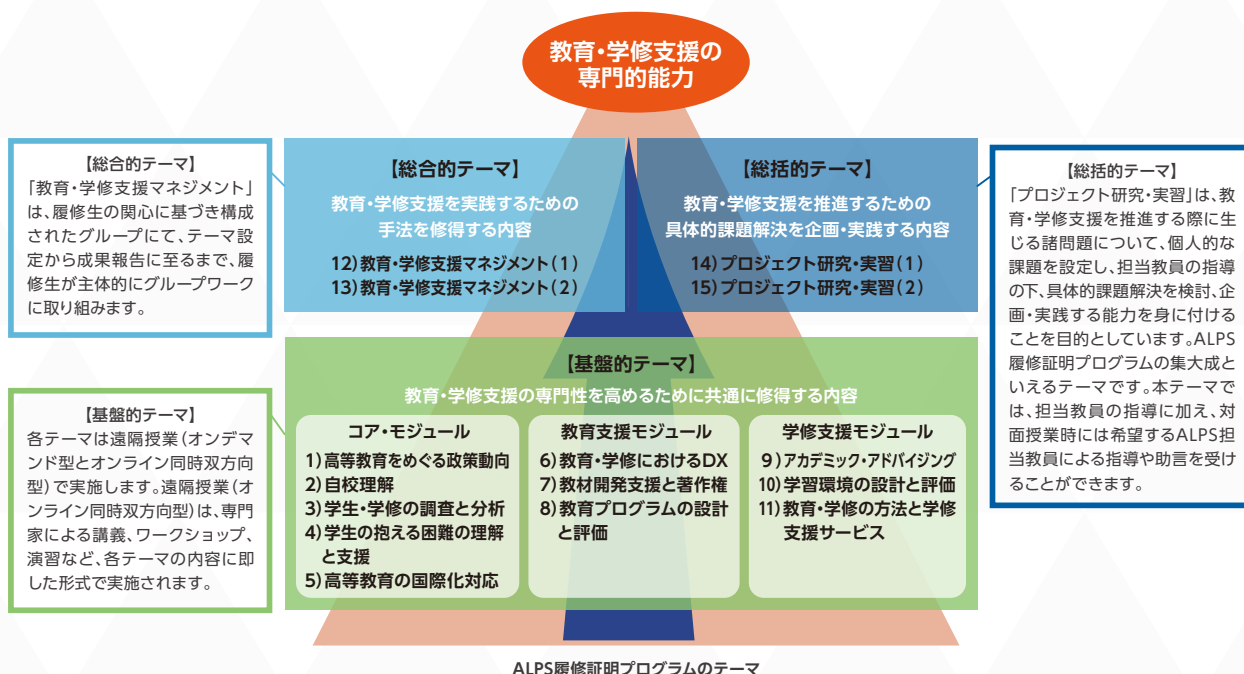 教育・学修支援の
専門的能力
【総合的テーマ】
「教育・学修支援マネジメント」
は、履修生の関心に基づき構成
されたグループにて、テーマ設
定から成果報告に至るまで、履
修生が主体的にグループワーク
に取り組みます。
【総合的テーマ】
教育・学修支援を実践するための
手法を修得する内容
12)教育・学修支援マネジメント(1)
13)教育・学修支援マネジメント(2)
【総括的テーマ】
教育・学修支援を推進するための
具体的課題解決を企画・実践する内容
14)プロジェクト研究・実習(1)
15)プロジェクト研究・実習(2)
【総括的テーマ】
「プロジェクト研究・実習」は、教
育・学修支援を推進する際に生
じる諸問題について、個人的な
課題を設定し、担当教員の指導
の下、具体的課題解決を検討、企
画・実践する能力を身に付ける
ことを目的としています。ALPS
履修証明プログラムの集大成と
いえるテーマです。本テーマで
は、担当教員の指導に加え、対
面授業時には希望するALPS担
当教員による指導や助言を受け
ることができます。
【基盤的テーマ】
各テーマは遠隔授業(オンデマ
ンド型とオンライン同時双方向
型)で実施します。遠隔授業(オ
ンライン同時双方向型)は、専門
家による講義、ワークショップ、
演習など、各テーマの内容に即
した形式で実施されます。
【基盤的テーマ】
教育・学修支援の専門性を高めるために共通に修得する内容
コア・モジュール
1)高等教育をめぐる政策動向
2)自校理解
3)学生・学修の調査と分析
4)学生の抱える困難の理解
と支援
5)高等教育の国際化対応
教育支援モジュール
6)教育・学修におけるDX
7)教材開発支援と著作権
8)教育プログラムの設計
と評価
学修支援モジュール
9)アカデミック・アドバイジング
10)学習環境の設計と評価
11)教育・学修の方法と学修
支援サービス
ALPS履修証明プログラムのテーマ